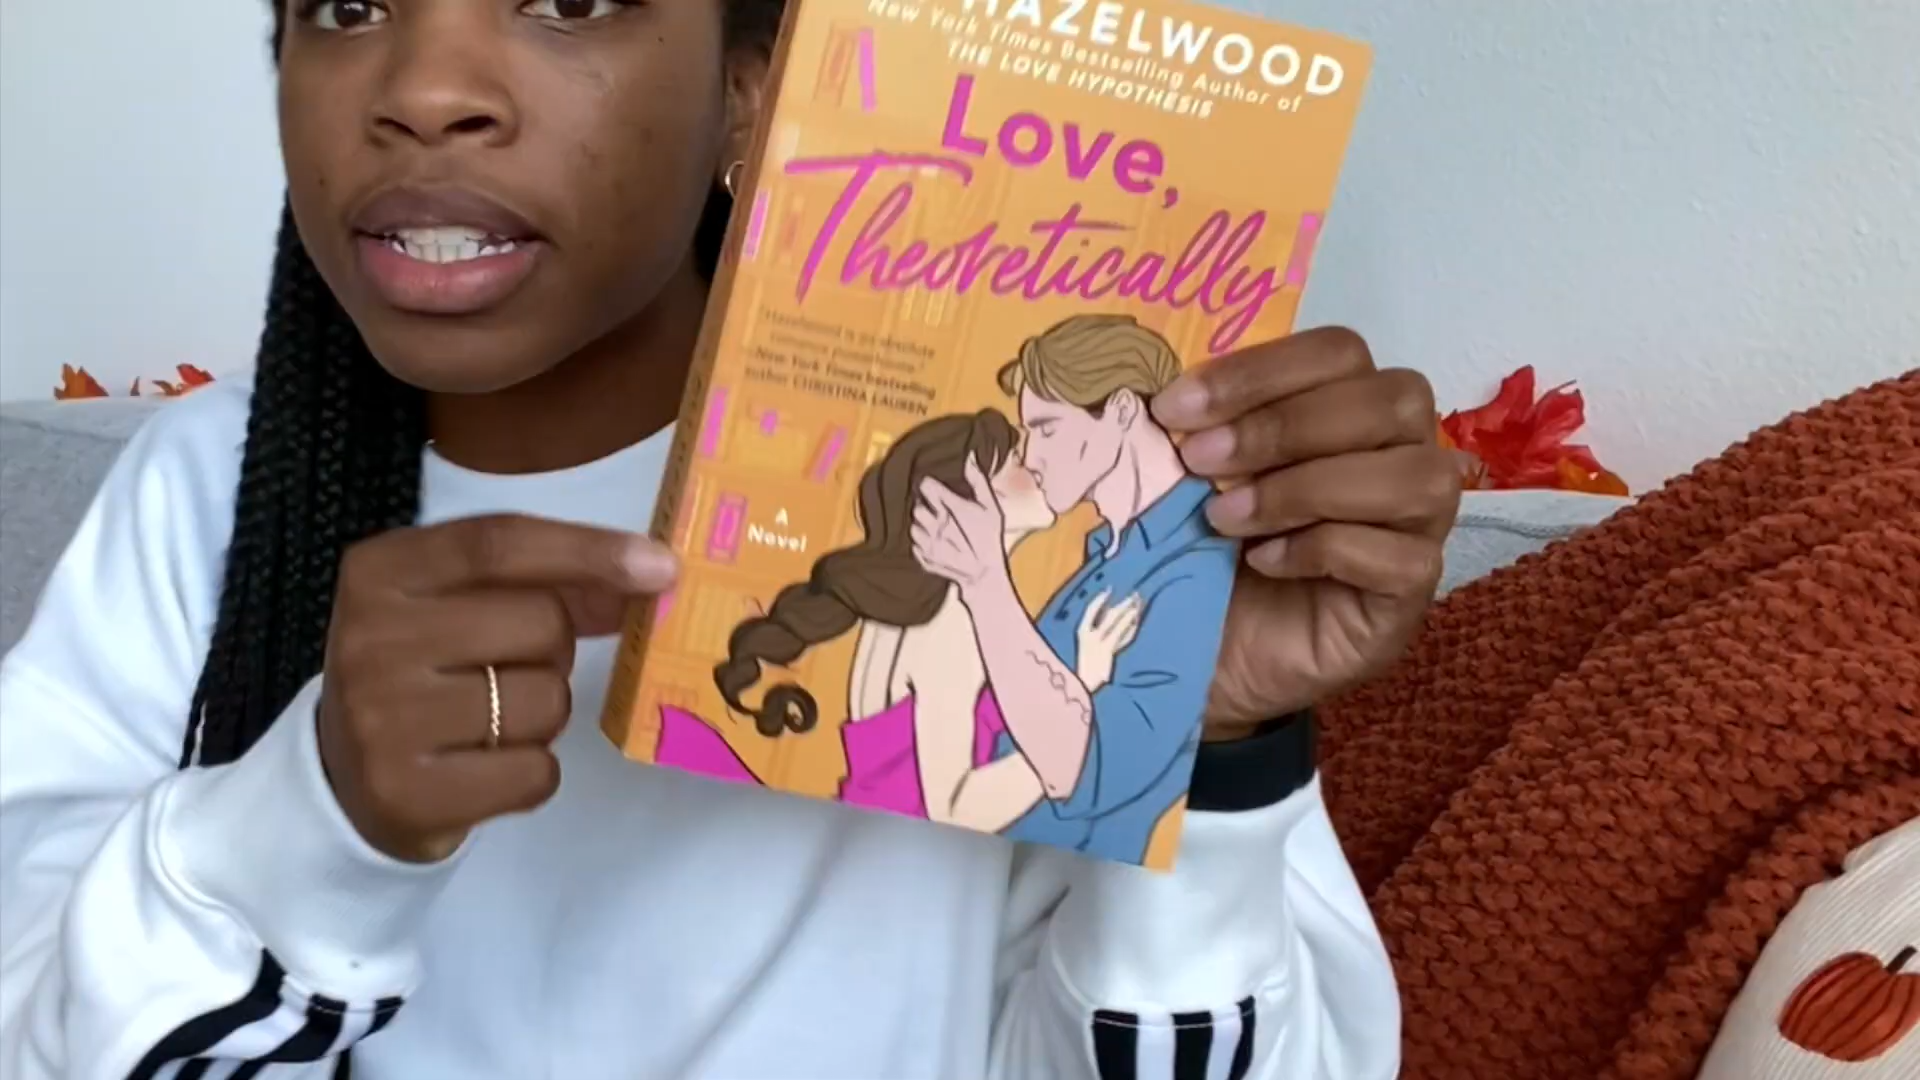 HAZELWOOD
New York Times Bestselling Author of
THE LOVE HYPOTHESIS
Love,
Theoretically
"Hazelwood is an absolute
romance powerhouse."
—New York Times bestselling
author CHRISTINA LAUREN
A
Novel